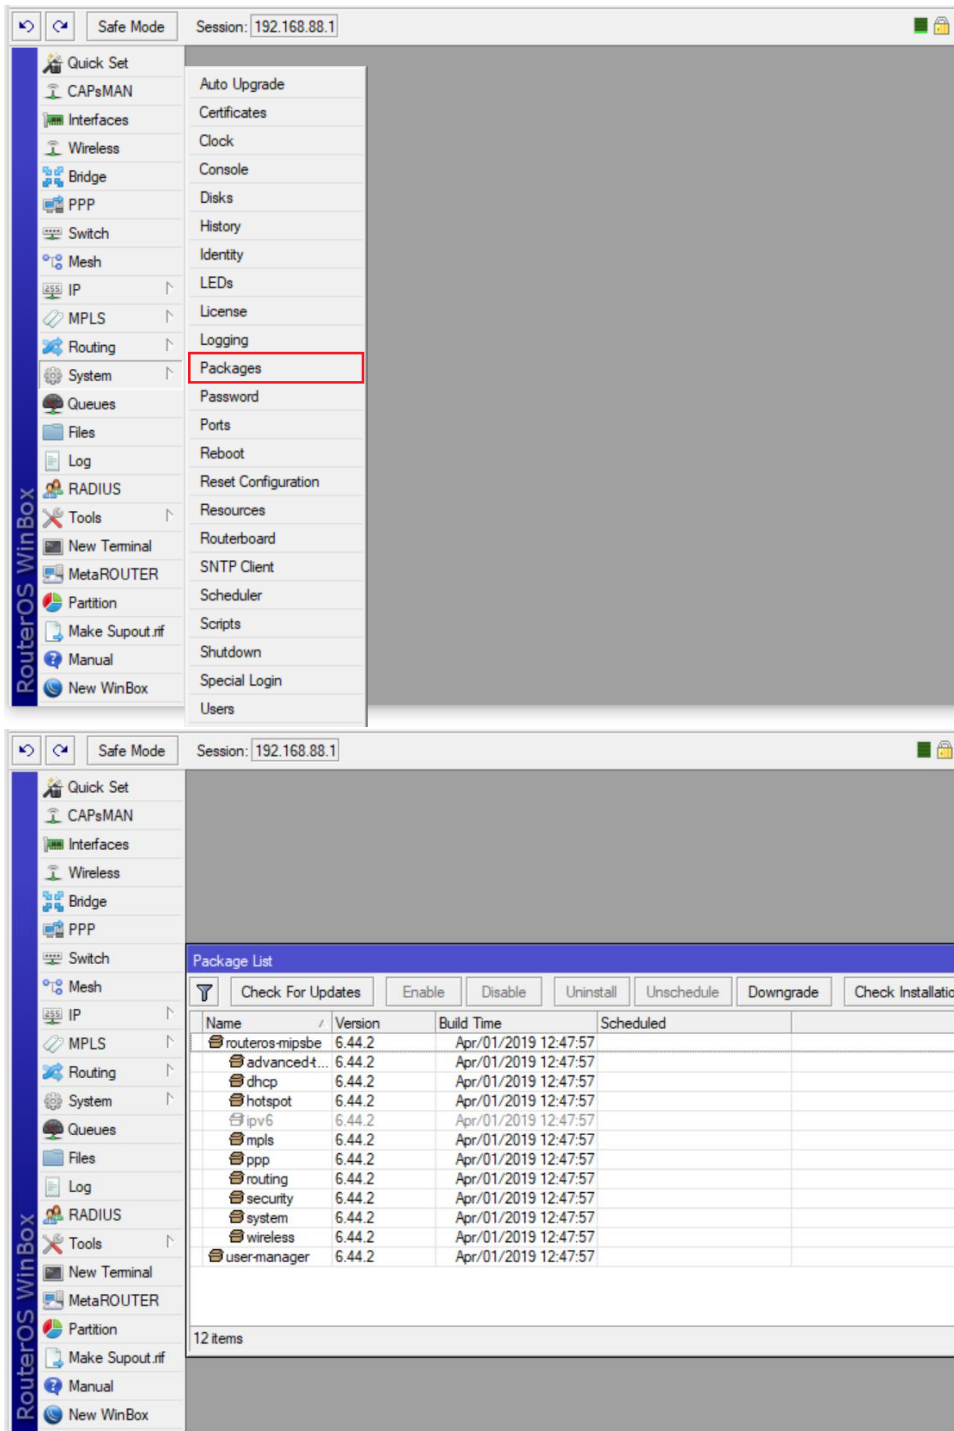 Safe Mode Session: 192.168.88.1
Quick Set
CAPsMAN
Interfaces
Wireless
Bridge
PPP
Switch
Mesh
255 IP
MPLS
Routing
System
Queues
Files
Log
RADIUS
Tools
New Terminal
MetaROUTER
Partition
Make Supout.rif
Manual
New WinBox
RouterOS WinBox
Auto Upgrade
Certificates
Clock
Console
Disks
History
Identity
LEDs
License
Logging
Packages
Password
Ports
Reboot
Reset Configuration
Resources
Routerboard
SNTP Client
Scheduler
Scripts
Shutdown
Special Login
Users
Safe Mode Session: 192.168.88.1
Quick Set
CAPsMAN
Interfaces
Wireless
Bridge
PPP
Switch
Mesh
255 IP
MPLS
Routing
System
Queues
Files
Log
RADIUS
Tools
New Terminal
MetaROUTER
Partition
Make Supout.rif
Manual
New WinBox
RouterOS WinBox
Package List
Check For Updates Enable Disable Uninstall Unschedule Downgrade Check Installatio
Name / Version Build Time Scheduled
routeros-mipsbe 6.44.2 Apr/01/2019 12:47:57
advanced-t... 6.44.2 Apr/01/2019 12:47:57
dhcp 6.44.2 Apr/01/2019 12:47:57
hotspot 6.44.2 Apr/01/2019 12:47:57
ipv6 6.44.2 Apr/01/2019 12:47:57
mpls 6.44.2 Apr/01/2019 12:47:57
ppp 6.44.2 Apr/01/2019 12:47:57
routing 6.44.2 Apr/01/2019 12:47:57
security 6.44.2 Apr/01/2019 12:47:57
system 6.44.2 Apr/01/2019 12:47:57
wireless 6.44.2 Apr/01/2019 12:47:57
user-manager 6.44.2 Apr/01/2019 12:47:57
12 items